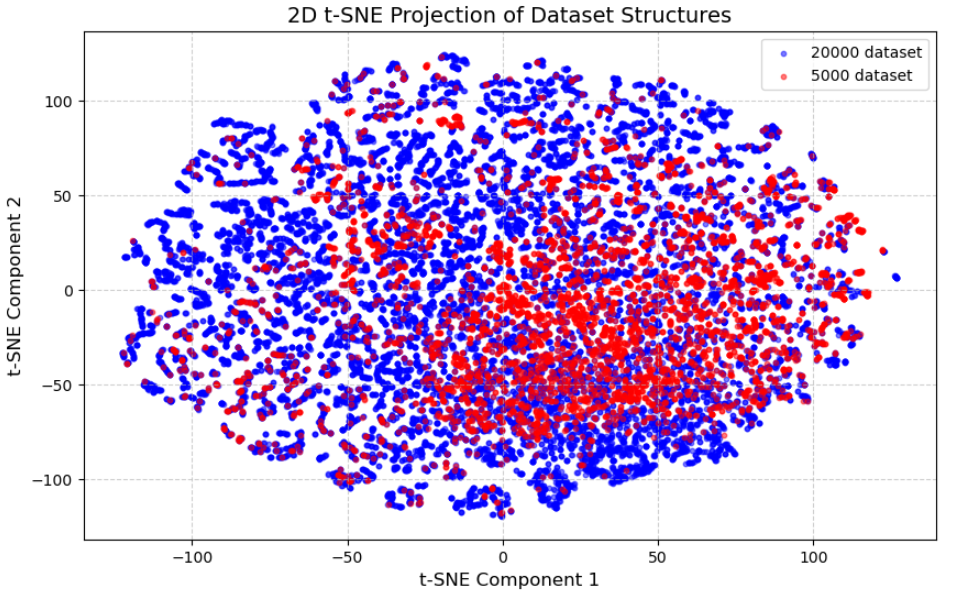 2D t-SNE Projection of Dataset Structures
20000 dataset
5000 dataset
t-SNE Component 2
100
50
0
−50
−100
−100
−50
0
50
100
t-SNE Component 1